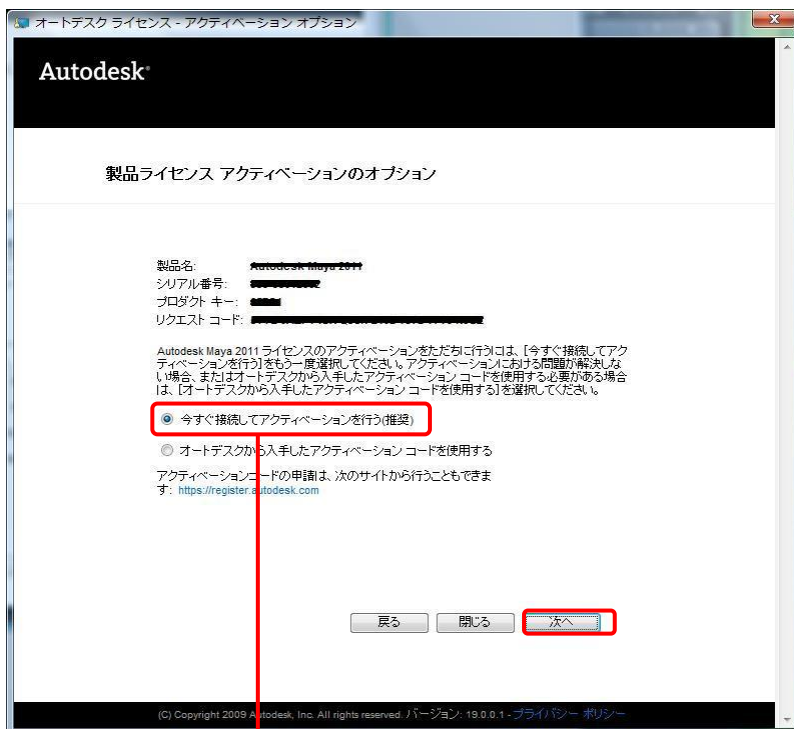 オートデスク ライセンス - アクティベーション オプション
Autodesk
製品ライセンス アクティベーションのオプション
製品名: Autodesk Maya 2011
シリアル番号:
プロダクト キー:
リクエスト コード:
Autodesk Maya 2011 ライセンスのアクティベーションをただちに行うには、[今すぐ接続してアク
ティベーションを行う]をもう一度選択してください。アクティベーションにおける問題が解決しな
い場合、またはオートデスクから入手したアクティベーション コードを使用する必要がある場合
は、[オートデスクから入手したアクティベーション コードを使用する]を選択してください。
今すぐ接続してアクティベーションを行う(推奨)
オートデスクから入手したアクティベーション コードを使用する
アクティベーションコードの申請は、次のサイトから行うこともできま
す: https://register.autodesk.com
戻る 閉じる 次へ
(C) Copyright 2009 Autodesk, Inc. All rights reserved. バージョン: 19.0.0.1 - プライバシー ポリシー